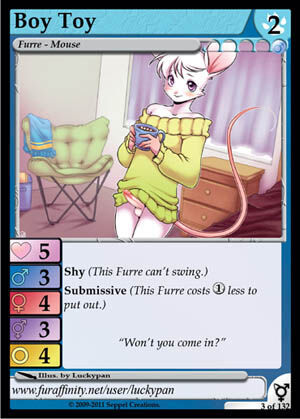 Boy Toy
2
Furre - Mouse
5
3
4
3
4
Shy (This Furre can't swing.)
Submissive (This Furre costs 1 less to
put out.)
"Won't you come in?"
Illus. by Luckypan
www.furaffinity.net/user/luckypan
© 2009-2011 Seppet Creations.
3 of 132